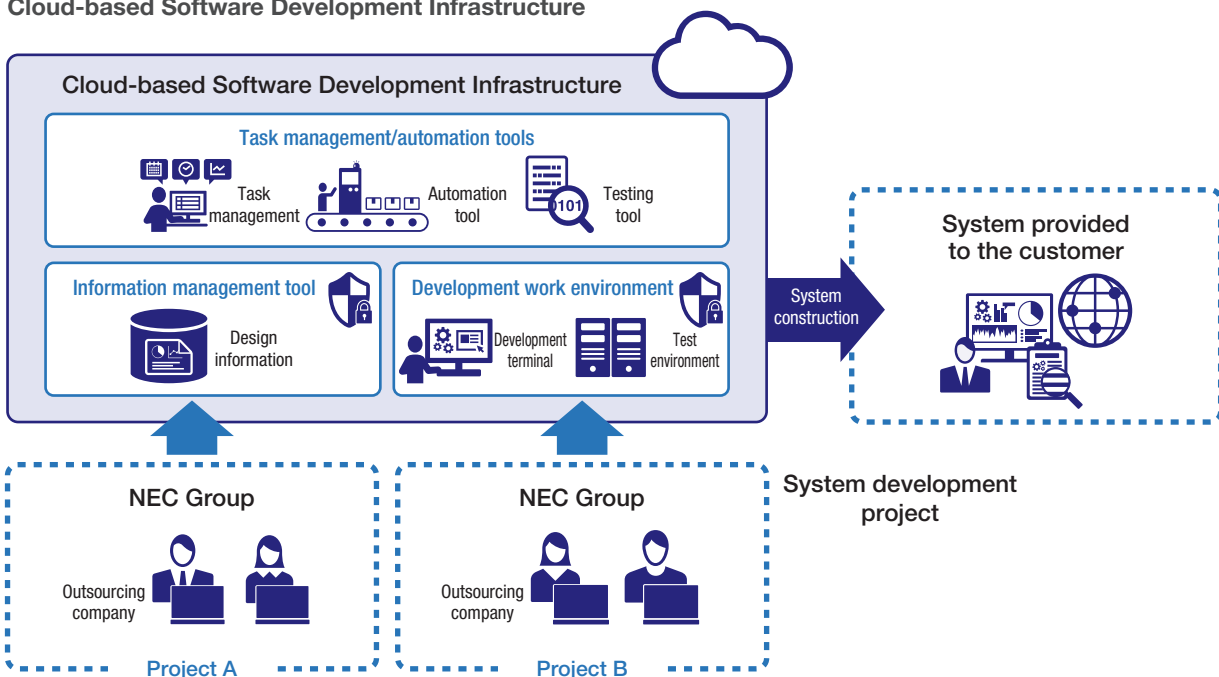 Cloud-based Software Development Infrastructure
Cloud-based Software Development Infrastructure
Task management/automation tools
Task
management
Automation
tool
0101
Testing
tool
Information management tool
Design
information
Development work environment
Development
terminal
Test
environment
System
construction
System provided
to the customer
NEC Group
Outsourcing
company
Project A
NEC Group
Outsourcing
company
Project B
System development
project